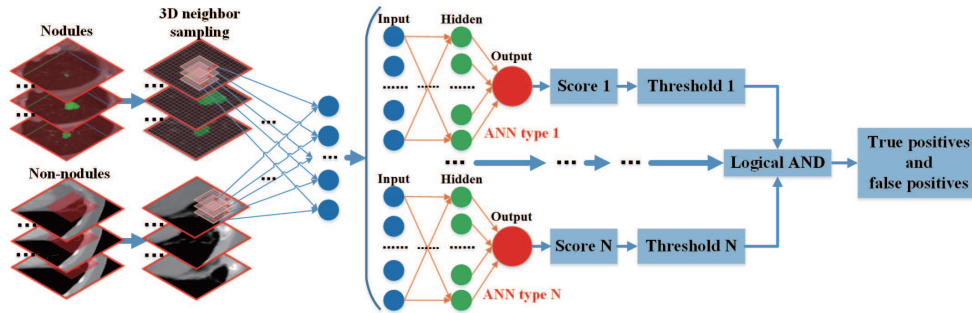 Nodules
3D neighbor
sampling
Non-nodules
Input
Hidden
Output
ANN type 1
Score 1
Threshold 1
Logical AND
True positives
and
false positives
Input
Hidden
Output
ANN type N
Score N
Threshold N